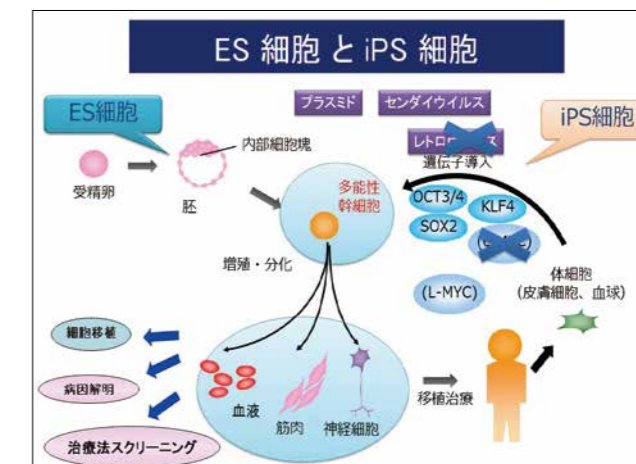 ES 細胞 と iPS 細胞
ES細胞
プラスミド
センダイウイルス
レトロ
ス
遺伝子導入
iPS細胞
内部細胞塊
受精卵
胚
多能性
幹細胞
OCT3/4
KLF4
SOX2
増殖・分化
(L-MYC)
体細胞
(皮膚細胞、血球)
細胞移植
病因解明
治療法スクリーニング
血液
筋肉
神経細胞
移植治療